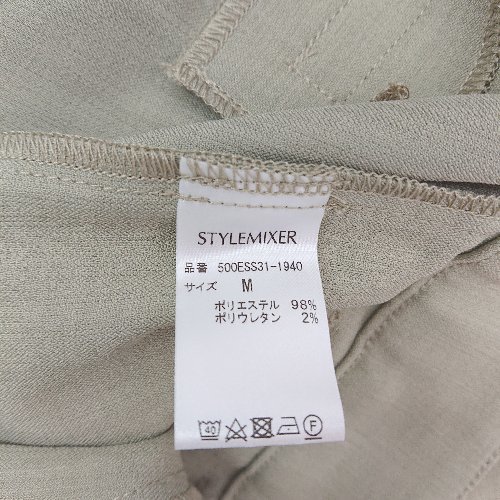 STYLEMIXER
品番 500ESS31-1940
サイズ M
ポリエステル 98%
ポリウレタン 2%
40 F